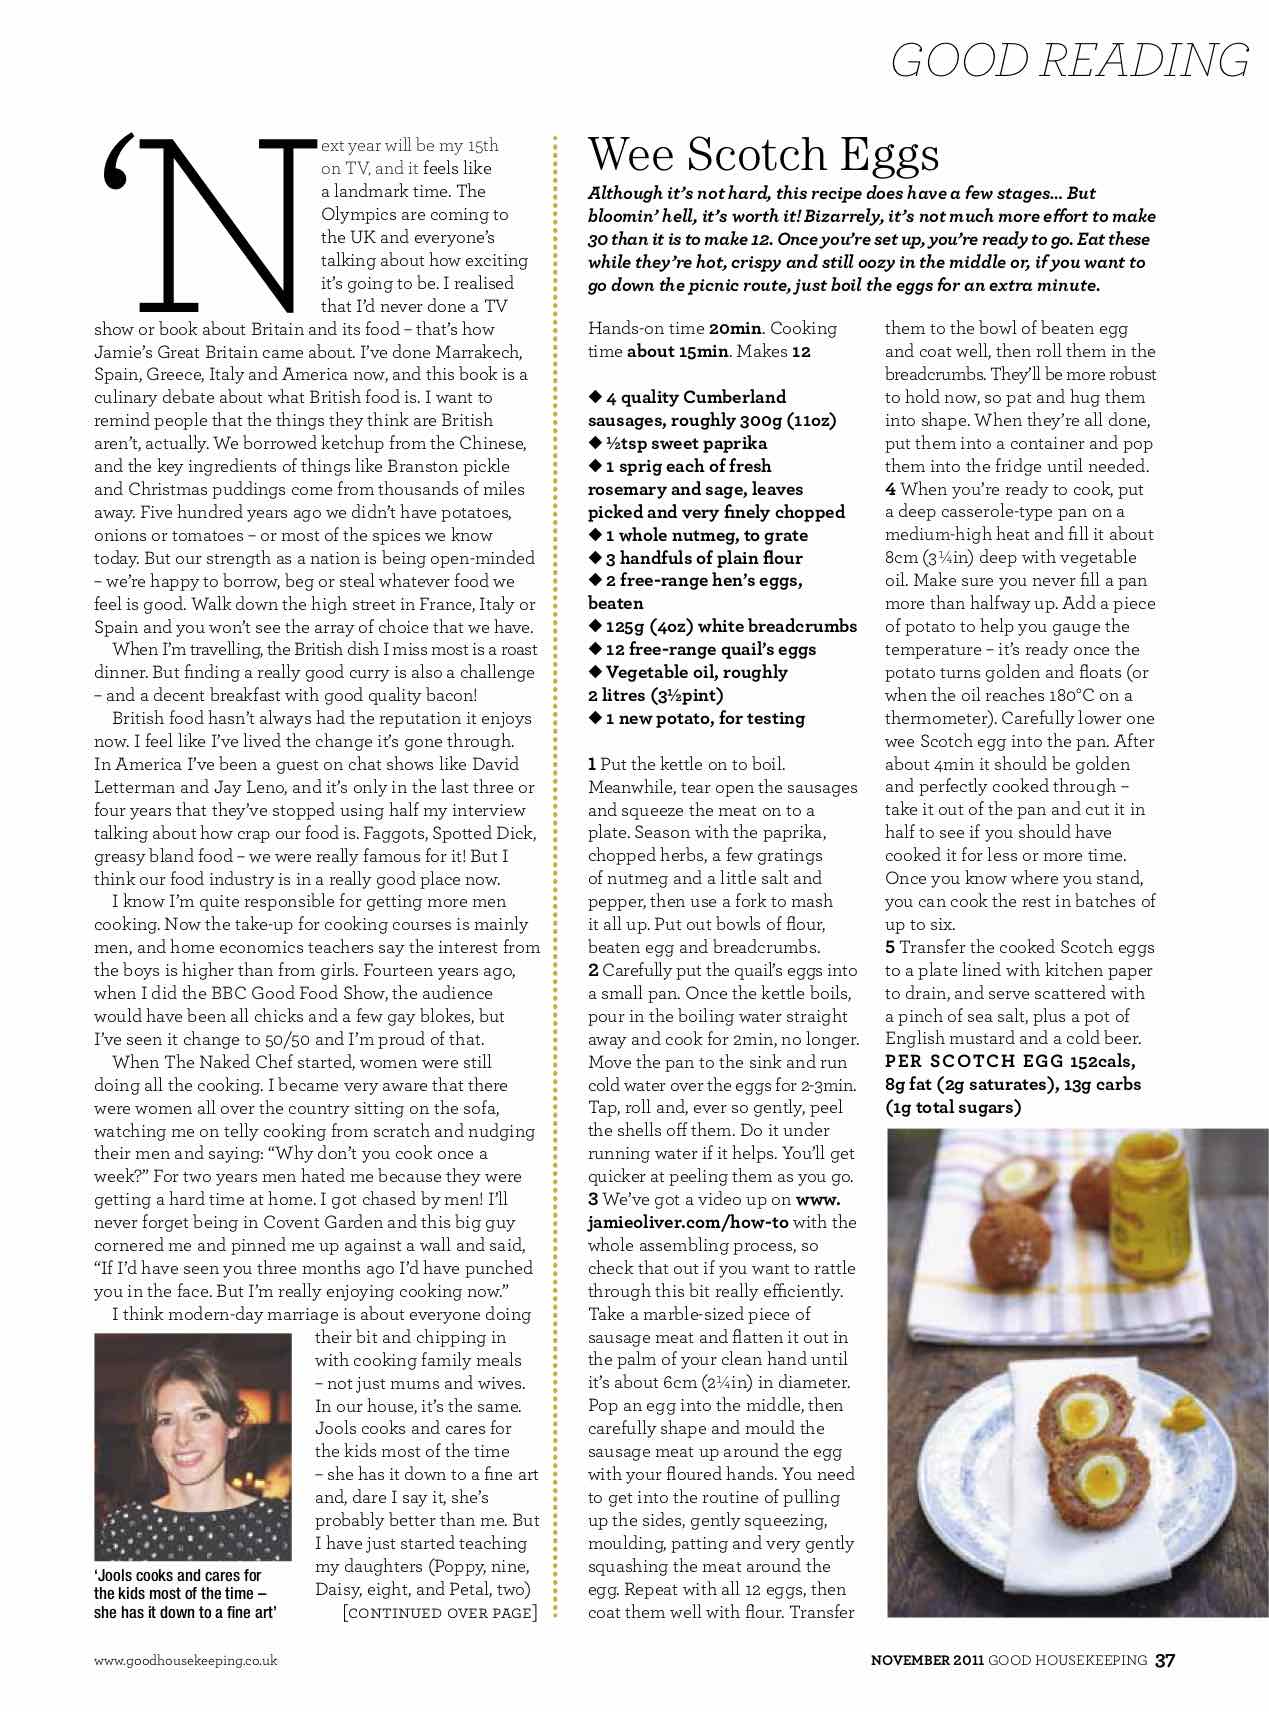 GOOD READING
‘Next year will be my 15th
on TV, and it feels like
a landmark time. The
Olympics are coming to
the UK and everyone’s
talking about how exciting
it’s going to be. I realised
that I’d never done a TV
show or book about Britain and its food – that’s how
Jamie’s Great Britain came about. I’ve done Marrakech,
Spain, Greece, Italy and America now, and this book is a
culinary debate about what British food is. I want to
remind people that the things they think are British
aren’t, actually. We borrowed ketchup from the Chinese,
and the key ingredients of things like Branston pickle
and Christmas puddings come from thousands of miles
away. Five hundred years ago we didn’t have potatoes,
onions or tomatoes – or most of the spices we know
today. But our strength as a nation is being open-minded
– we’re happy to borrow, beg or steal whatever food we
feel is good. Walk down the high street in France, Italy or
Spain and you won’t see the array of choice that we have.
When I’m travelling, the British dish I miss most is a roast
dinner. But finding a really good curry is also a challenge
– and a decent breakfast with good quality bacon!
British food hasn’t always had the reputation it enjoys
now. I feel like I’ve lived the change it’s gone through.
In America I’ve been a guest on chat shows like David
Letterman and Jay Leno, and it’s only in the last three or
four years that they’ve stopped using half my interview
talking about how crap our food is. Faggots, Spotted Dick,
greasy bland food – we were really famous for it! But I
think our food industry is in a really good place now.
I know I’m quite responsible for getting more men
cooking. Now the take-up for cooking courses is mainly
men, and home economics teachers say the interest from
the boys is higher than from girls. Fourteen years ago,
when I did the BBC Good Food Show, the audience
would have been all chicks and a few gay blokes, but
I’ve seen it change to 50/50 and I’m proud of that.
When The Naked Chef started, women were still
doing all the cooking. I became very aware that there
were women all over the country sitting on the sofa,
watching me on telly cooking from scratch and nudging
their men and saying: “Why don’t you cook once a
week?” For two years men hated me because they were
getting a hard time at home. I got chased by men! I’ll
never forget being in Covent Garden and this big guy
cornered me and pinned me up against a wall and said,
“If I’d have seen you three months ago I’d have punched
you in the face. But I’m really enjoying cooking now.”
I think modern-day marriage is about everyone doing
their bit and chipping in
with cooking family meals
– not just mums and wives.
In our house, it’s the same.
Jools cooks and cares for
the kids most of the time
– she has it down to a fine art
and, dare I say it, she’s
probably better than me. But
I have just started teaching
my daughters (Poppy, nine,
Daisy, eight, and Petal, two)
[CONTINUED OVER PAGE]
‘Jools cooks and cares for
the kids most of the time –
she has it down to a fine art’
Wee Scotch Eggs
Although it’s not hard, this recipe does have a few stages... But
bloomin’ hell, it’s worth it! Bizarrely, it’s not much more effort to make
30 than it is to make 12. Once you’re set up, you’re ready to go. Eat these
while they’re hot, crispy and still oozy in the middle or, if you want to
go down the picnic route, just boil the eggs for an extra minute.
Hands-on time 20min. Cooking
time about 15min. Makes 12
◆ 4 quality Cumberland
sausages, roughly 300g (11oz)
◆ ½tsp sweet paprika
◆ 1 sprig each of fresh
rosemary and sage, leaves
picked and very finely chopped
◆ 1 whole nutmeg, to grate
◆ 3 handfuls of plain flour
◆ 2 free-range hen’s eggs,
beaten
◆ 125g (4oz) white breadcrumbs
◆ 12 free-range quail’s eggs
◆ Vegetable oil, roughly
2 litres (3½pint)
◆ 1 new potato, for testing
1 Put the kettle on to boil.
Meanwhile, tear open the sausages
and squeeze the meat on to a
plate. Season with the paprika,
chopped herbs, a few gratings
of nutmeg and a little salt and
pepper, then use a fork to mash
it all up. Put out bowls of flour,
beaten egg and breadcrumbs.
2 Carefully put the quail’s eggs into
a small pan. Once the kettle boils,
pour in the boiling water straight
away and cook for 2min, no longer.
Move the pan to the sink and run
cold water over the eggs for 2-3min.
Tap, roll and, ever so gently, peel
the shells off them. Do it under
running water if it helps. You’ll get
quicker at peeling them as you go.
3 We’ve got a video up on www.
jamieoliver.com/how-to with the
whole assembling process, so
check that out if you want to rattle
through this bit really efficiently.
Take a marble-sized piece of
sausage meat and flatten it out in
the palm of your clean hand until
it’s about 6cm (2¼in) in diameter.
Pop an egg into the middle, then
carefully shape and mould the
sausage meat up around the egg
with your floured hands. You need
to get into the routine of pulling
up the sides, gently squeezing,
moulding, patting and very gently
squashing the meat around the
egg. Repeat with all 12 eggs, then
coat them well with flour. Transfer
them to the bowl of beaten egg
and coat well, then roll them in the
breadcrumbs. They’ll be more robust
to hold now, so pat and hug them
into shape. When they’re all done,
put them into a container and pop
them into the fridge until needed.
4 When you’re ready to cook, put
a deep casserole-type pan on a
medium-high heat and fill it about
8cm (3¼in) deep with vegetable
oil. Make sure you never fill a pan
more than halfway up. Add a piece
of potato to help you gauge the
temperature – it’s ready once the
potato turns golden and floats (or
when the oil reaches 180°C on a
thermometer). Carefully lower one
wee Scotch egg into the pan. After
about 4min it should be golden
and perfectly cooked through –
take it out of the pan and cut it in
half to see if you should have
cooked it for less or more time.
Once you know where you stand,
you can cook the rest in batches of
up to six.
5 Transfer the cooked Scotch eggs
to a plate lined with kitchen paper
to drain, and serve scattered with
a pinch of sea salt, plus a pot of
English mustard and a cold beer.
PER SCOTCH EGG 152cals,
8g fat (2g saturates), 13g carbs
(1g total sugars)
www.goodhousekeeping.co.uk
NOVEMBER 2011 GOOD HOUSEKEEPING 37